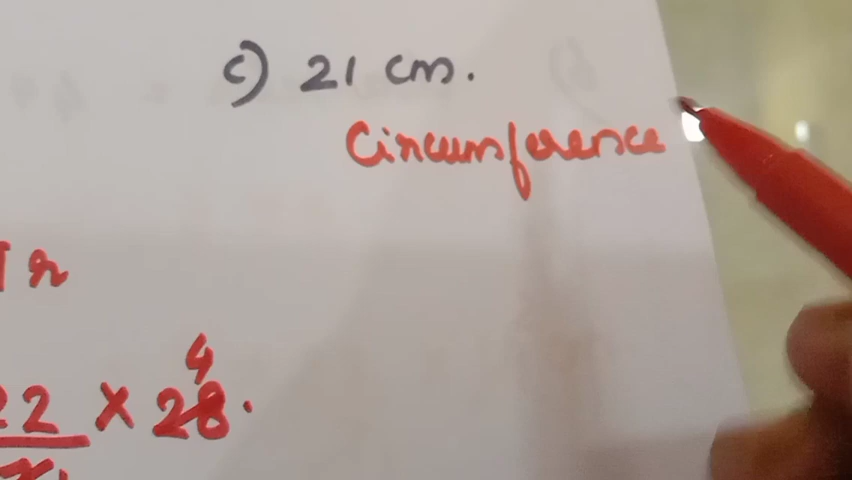 c) 21 cm.
Circumference
r
4
22 × 28.